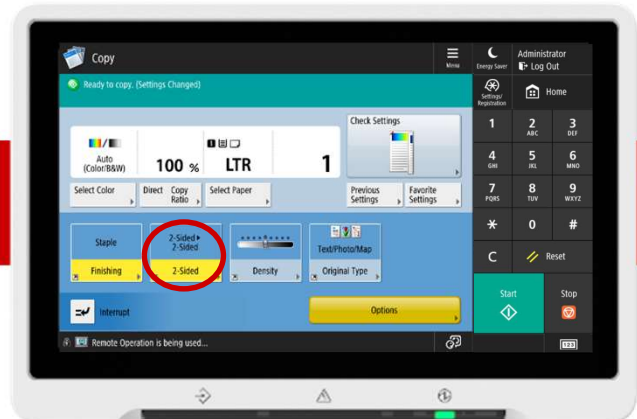 Copy
Menu
Energy Saver
Administrator
Log Out
Ready to copy. (Settings Changed)
Settings/
Registration
Home
Check Settings
Auto
(Color/B&W)
100 %
LTR
1
Select Color
Direct
Copy
Ratio
Select Paper
Previous
Settings
Favorite
Settings
Staple
Finishing
2-Sided
2-Sided
2-Sided
Density
Text/Photo/Map
Original Type
Interrupt
Options
Remote Operation is being used...
1
2
ABC
3
DEF
4
GHI
5
JKL
6
MNO
7
PQRS
8
TUV
9
WXYZ
*
0
#
C
Reset
Start
Stop
123